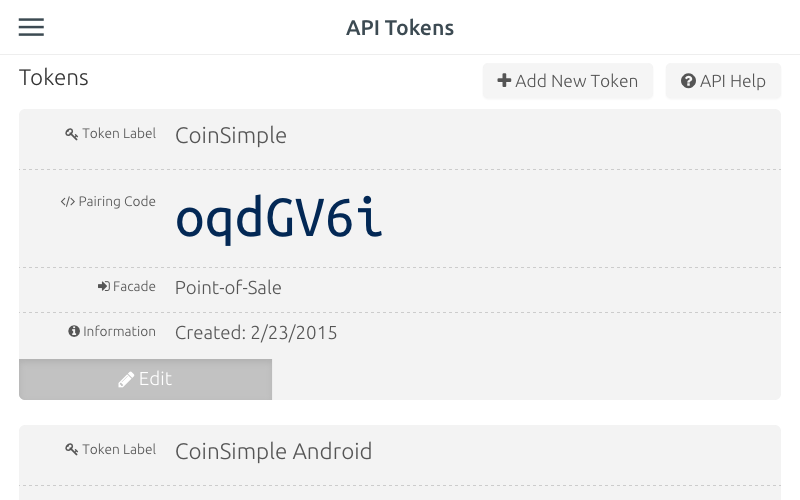 API Tokens
Tokens
Add New Token
API Help
Token Label CoinSimple
Pairing Code oqdGV6i
Facade Point-of-Sale
Information Created: 2/23/2015
Edit
Token Label CoinSimple Android